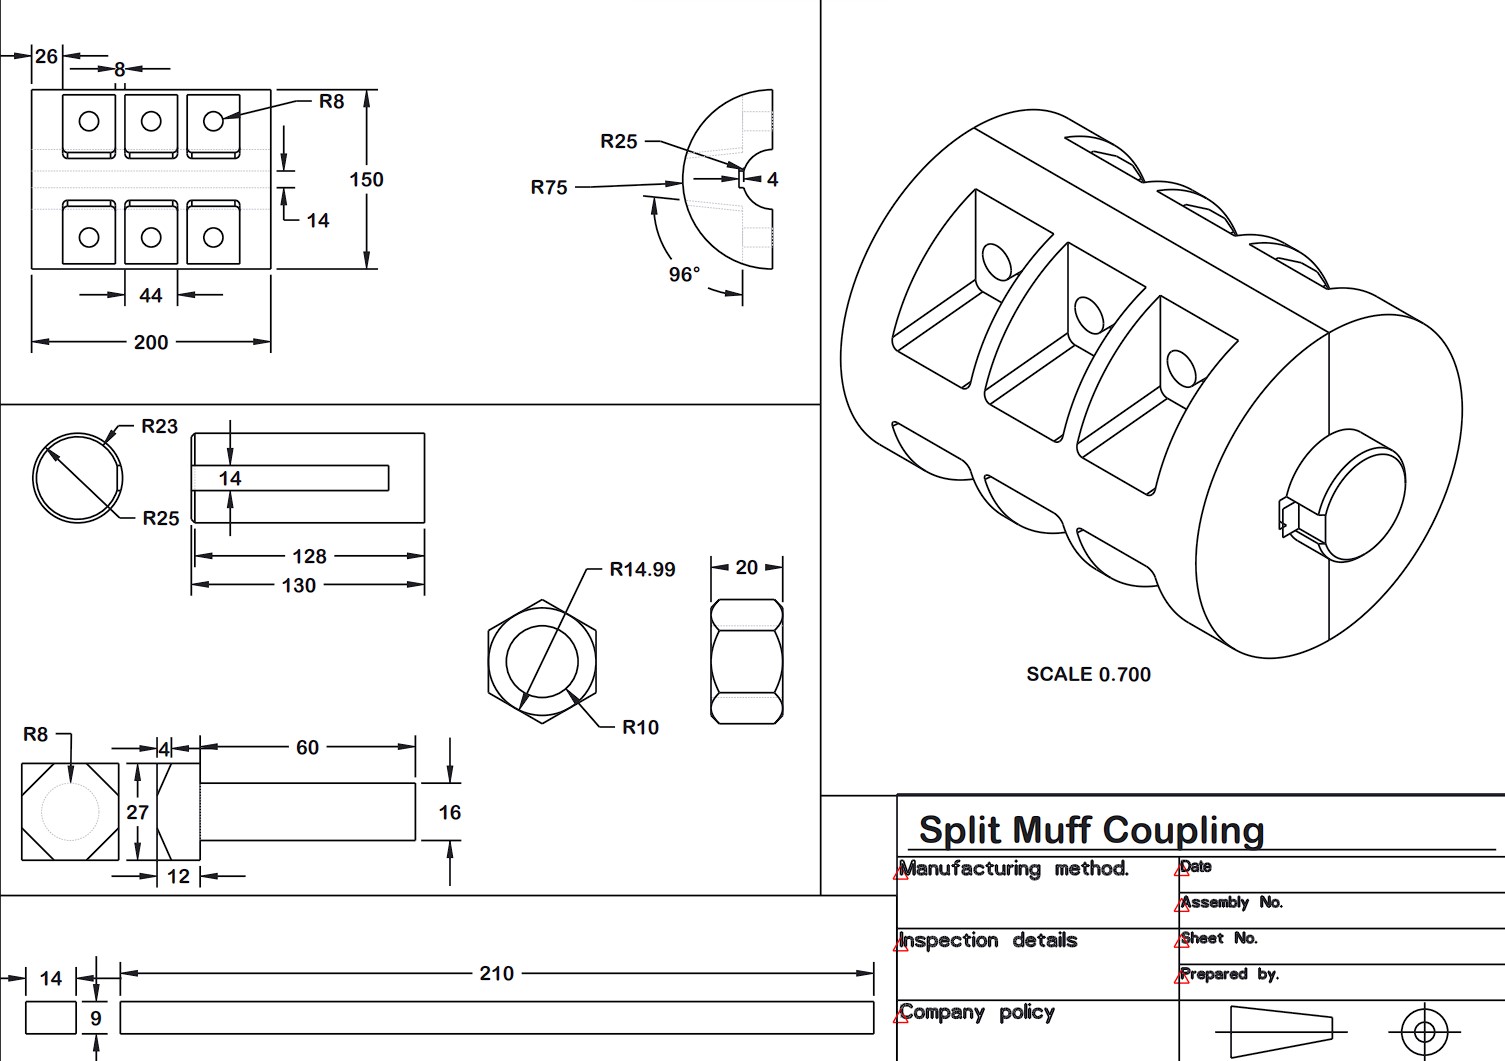 26
8
R8
150
14
44
200
R25
R75
4
96°
R23
R25
14
128
130
R14.99
R10
20
SCALE 0.700
R8
4
60
27
16
12
14
9
210
Split Muff Coupling
Manufacturing method.
Date
Assembly No.
Inspection details
Sheet No.
Prepared by.
Company policy